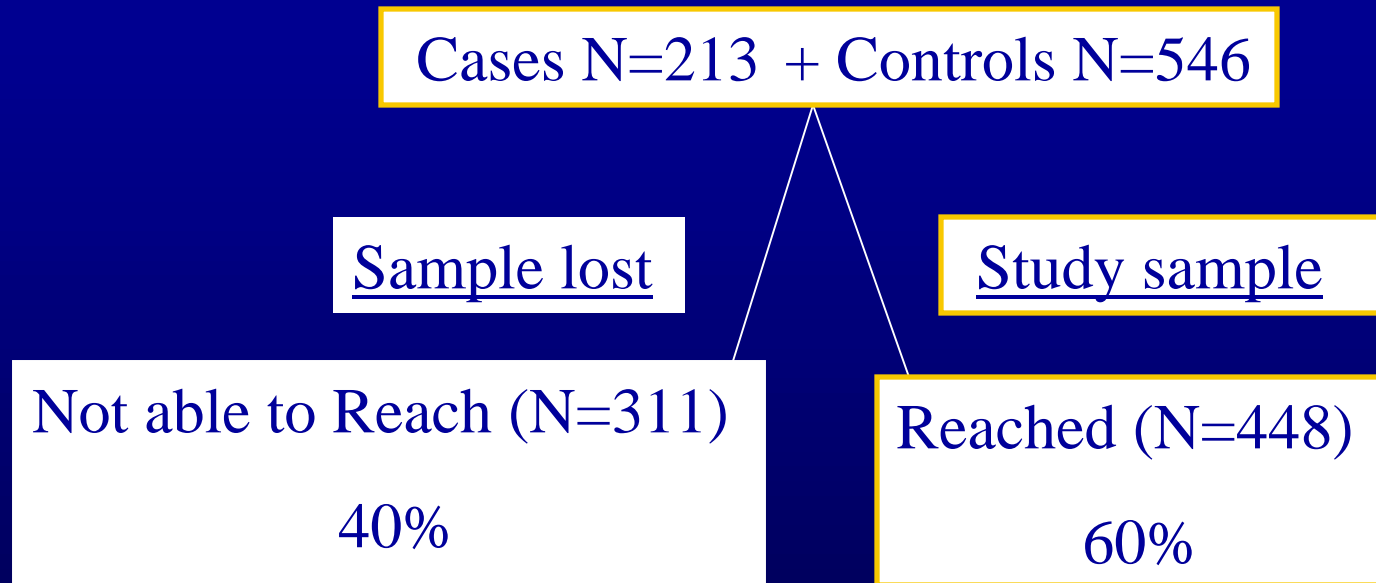 Cases N=213 + Controls N=546
Sample lost
Study sample
Not able to Reach (N=311)
40%
Reached (N=448)
60%